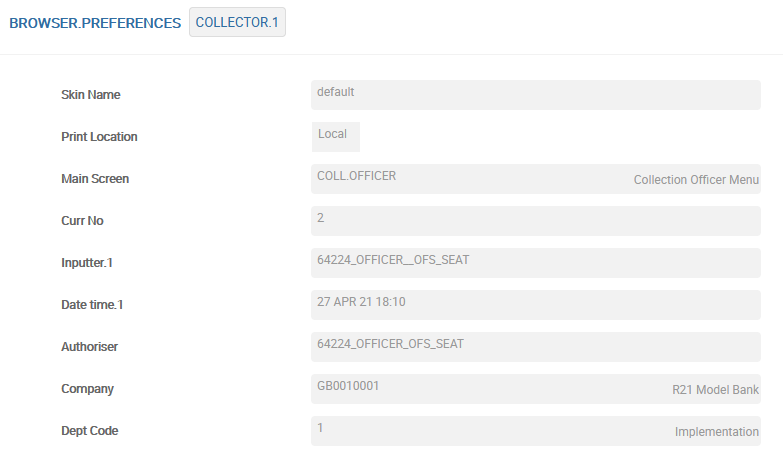 BROWSER.PREFERENCES COLLECTOR.1
Skin Name default
Print Location Local
Main Screen COLL.OFFICER Collection Officer Menu
Curr No 2
Inputter.1 64224_OFFICER__OFS_SEAT
Date time.1 27 APR 21 18:10
Authoriser 64224_OFFICER_OFS_SEAT
Company GB0010001 R21 Model Bank
Dept Code 1 Implementation